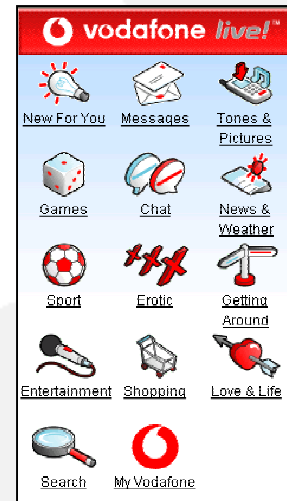 vodafone live!™
New For You Messages Tones &
Pictures
Games Chat News &
Weather
Sport Erotic Getting
Around
Entertainment Shopping Love & Life
Search My Vodafone